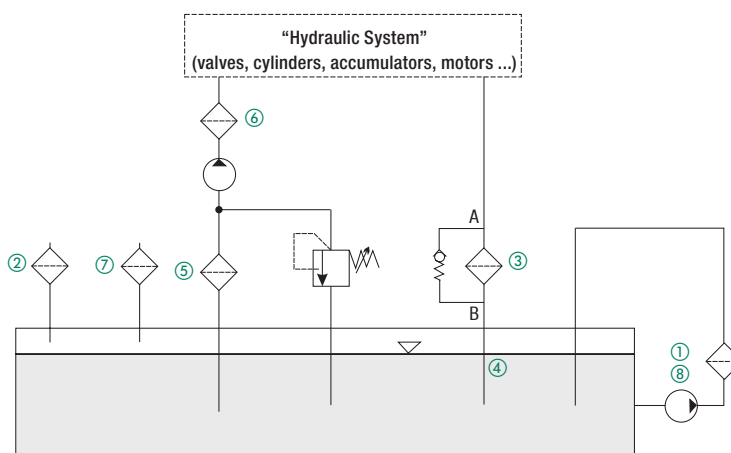 “Hydraulic System”
(valves, cylinders, accumulators, motors ...)
⑥
A
② ⑦ ⑤ ③
B
①
④ ⑧